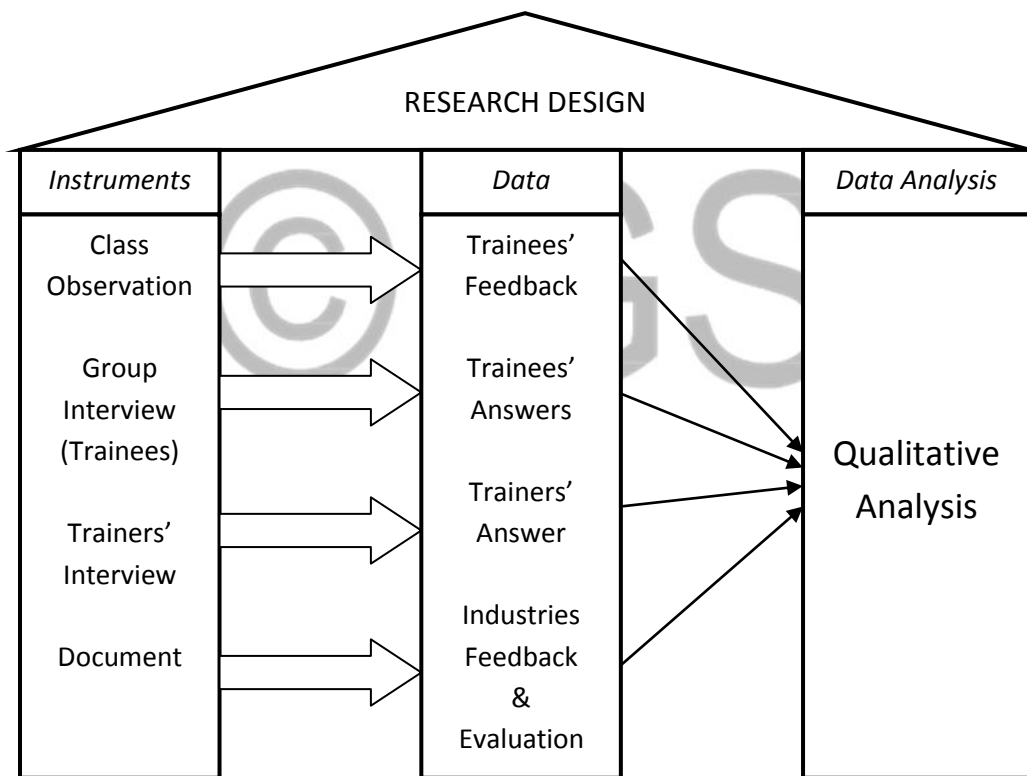 RESEARCH DESIGN
Instruments
Class
Observation
Group
Interview
(Trainees)
Trainers’
Interview
Document
Data
Trainees’
Feedback
Trainees’
Answers
Trainers’
Answer
Industries
Feedback
&
Evaluation
Data Analysis
Qualitative
Analysis
© GS